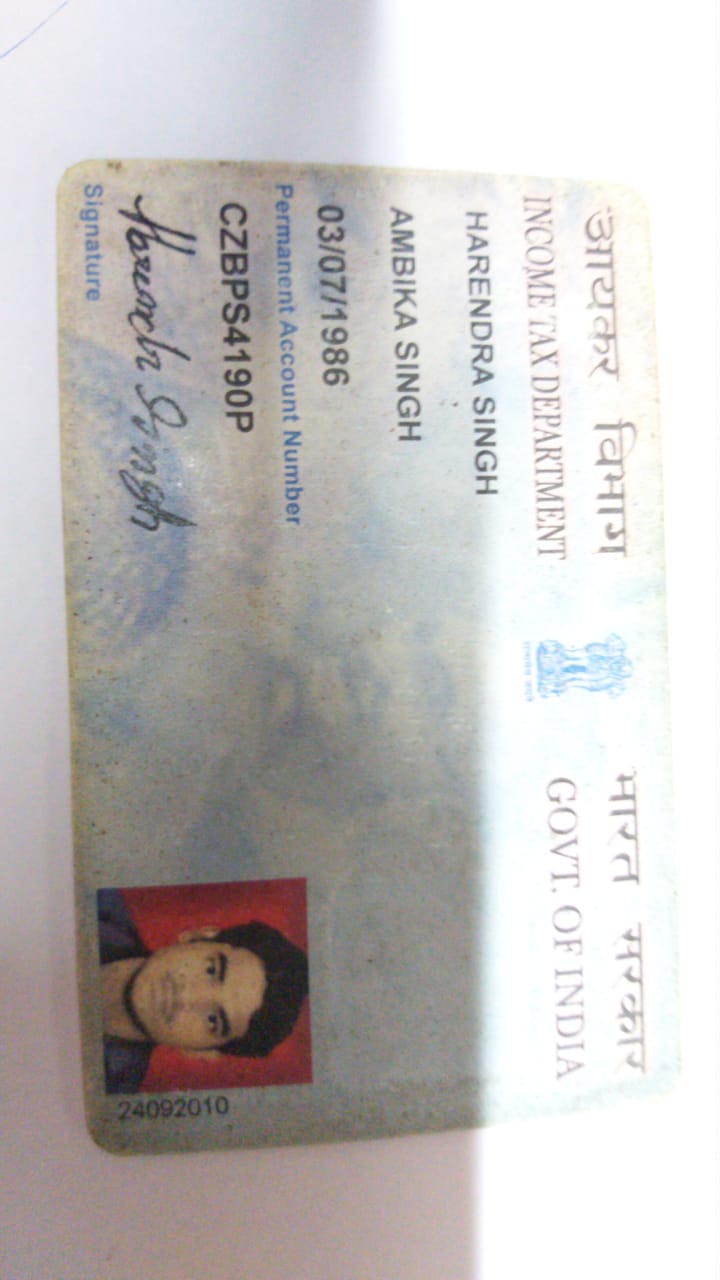 आयकर विभाग भारत सरकार
INCOME TAX DEPARTMENT GOVT. OF INDIA
HARENDRA SINGH
AMBIKA SINGH
03/07/1986
Permanent Account Number
CZBPS4190P
Harendra Singh
Signature
24092010